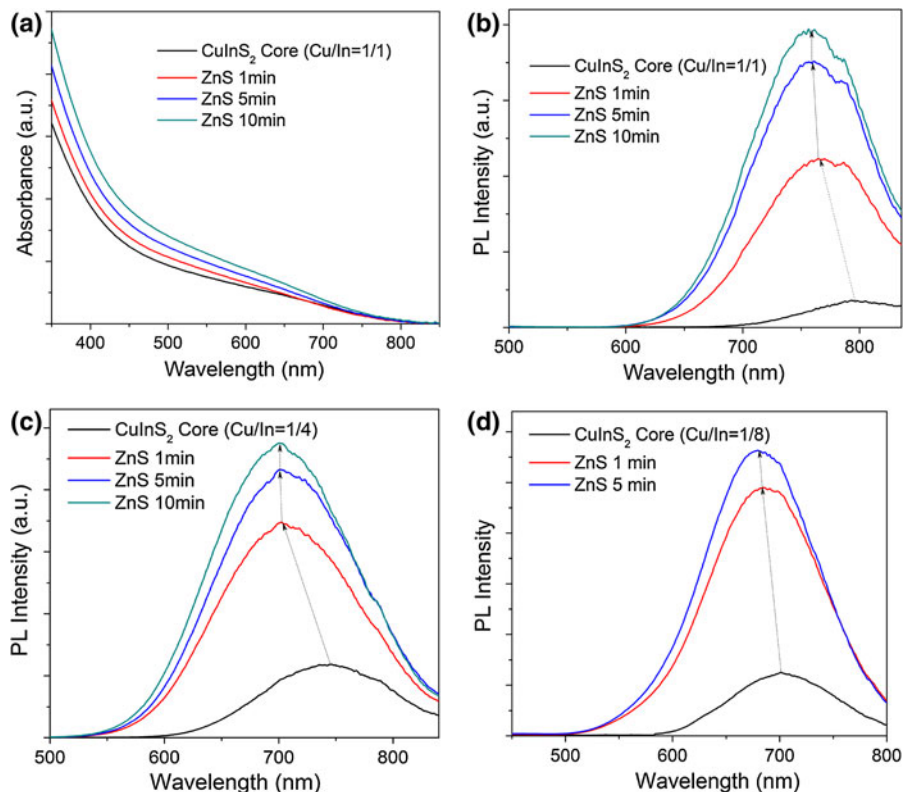 (a)
CuInS₂ Core (Cu/In=1/1)
ZnS 1min
ZnS 5min
ZnS 10min
Absorbance (a.u.)
400 500 600 700 800
Wavelength (nm)
(b)
CuInS₂ Core (Cu/In=1/1)
ZnS 1min
ZnS 5min
ZnS 10min
PL Intensity (a.u.)
500 600 700 800
Wavelength (nm)
(c)
CuInS₂ Core (Cu/In=1/4)
ZnS 1min
ZnS 5min
ZnS 10min
PL Intensity (a.u.)
500 600 700 800
Wavelength (nm)
(d)
CuInS₂ Core (Cu/In=1/8)
ZnS 1 min
ZnS 5 min
PL Intensity
500 600 700 800
Wavelength (nm)